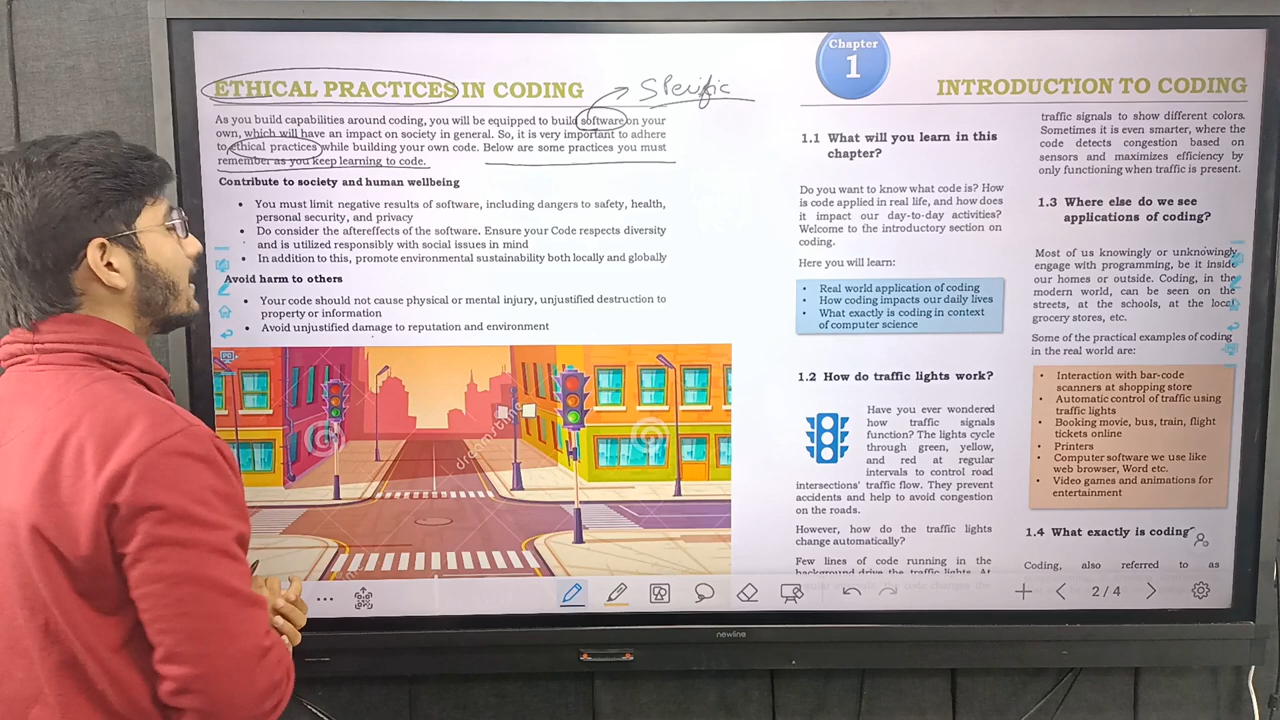 ETHICAL PRACTICES IN CODING
Sperific
As you build capabilities around coding, you will be equipped to build software on your
own, which will have an impact on society in general. So, it is very important to adhere
to ethical practices while building your own code. Below are some practices you must
remember as you keep learning to code.
Contribute to society and human wellbeing
• You must limit negative results of software, including dangers to safety, health,
personal security, and privacy
• Do consider the aftereffects of the software. Ensure your Code respects diversity
and is utilized responsibly with social issues in mind
• In addition to this, promote environmental sustainability both locally and globally
Avoid harm to others
• Your code should not cause physical or mental injury, unjustified destruction to
property or information
• Avoid unjustified damage to reputation and environment
dreamstime
Chapter
1
INTRODUCTION TO CODING
1.1 What will you learn in this
chapter?
Do you want to know what code is? How
is code applied in real life, and how does
it impact our day-to-day activities?
Welcome to the introductory section on
coding.
Here you will learn:
• Real world application of coding
• How coding impacts our daily lives
• What exactly is coding in context
of computer science
1.2 How do traffic lights work?
Have you ever wondered
how traffic signals
function? The lights cycle
through green, yellow,
and red at regular
intervals to control road
intersections' traffic flow. They prevent
accidents and help to avoid congestion
on the roads.
However, how do the traffic lights
change automatically?
Few lines of code running in the
background drive the traffic lights. At
traffic signals to show different colors.
Sometimes it is even smarter, where the
code detects congestion based on
sensors and maximizes efficiency by
only functioning when traffic is present.
1.3 Where else do we see
applications of coding?
Most of us knowingly or unknowingly
engage with programming, be it inside
our homes or outside. Coding, in the
modern world, can be seen on the
streets, at the schools, at the local
grocery stores, etc.
Some of the practical examples of coding
in the real world are:
• Interaction with bar-code
scanners at shopping store
• Automatic control of traffic using
traffic lights
• Booking movie, bus, train, flight
tickets online
• Printers
• Computer software we use like
web browser, Word etc.
• Video games and animations for
entertainment
1.4 What exactly is coding
Coding, also referred to as
2 / 4
newline